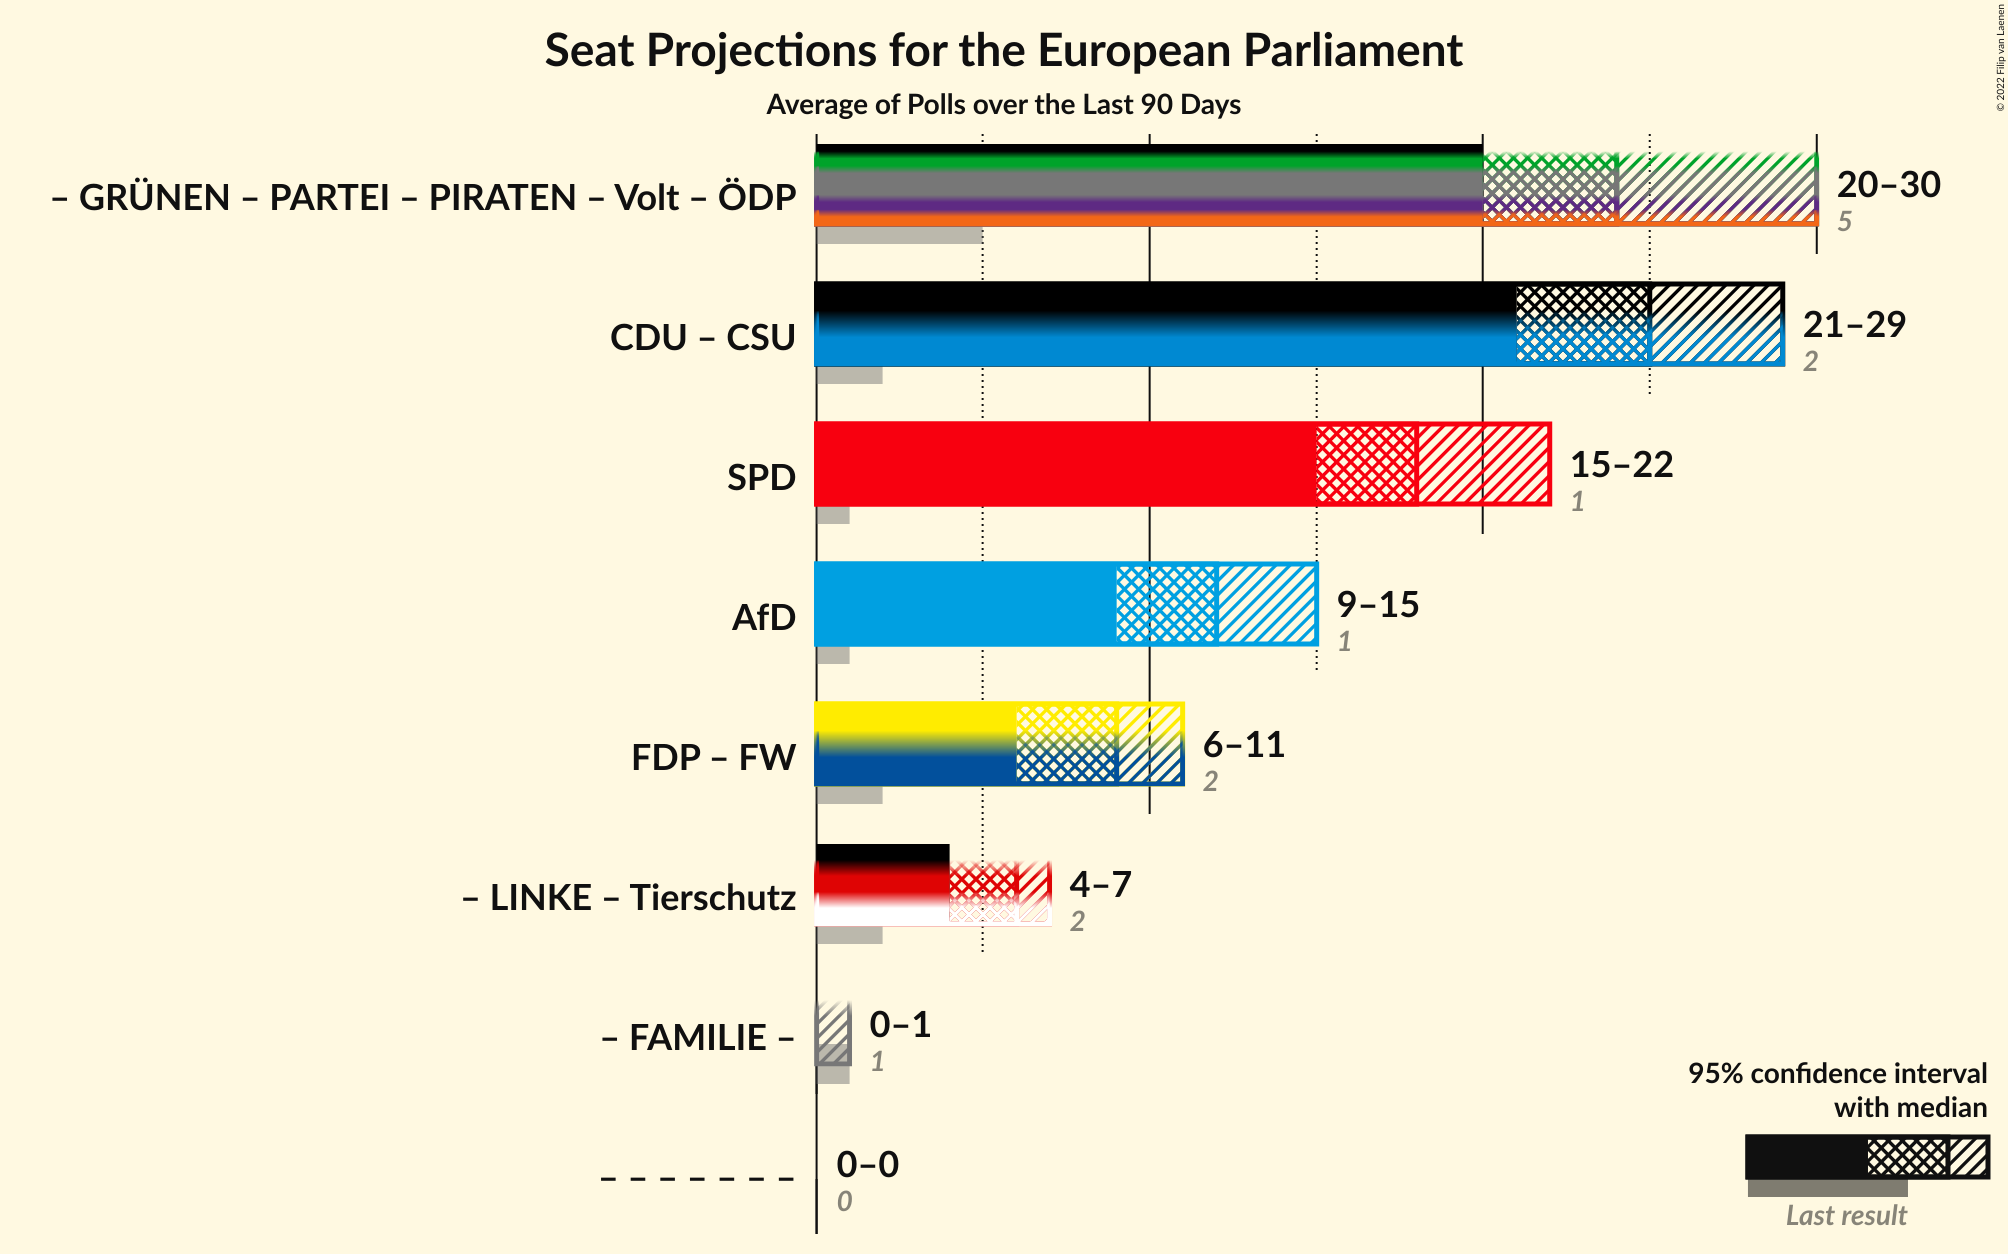 Seat Projections for the European Parliament
Average of Polls over the Last 90 Days
© 2022 Filip van Laenen
– GRÜNEN – PARTEI – PIRATEN – Volt – ÖDP
20–30
5
CDU – CSU
21–29
2
SPD
15–22
1
AfD
9–15
1
FDP – FW
6–11
2
– LINKE – Tierschutz
4–7
2
– FAMILIE –
0–1
1
– – – – – – –
0–0
0
95% confidence interval
with median
Last result